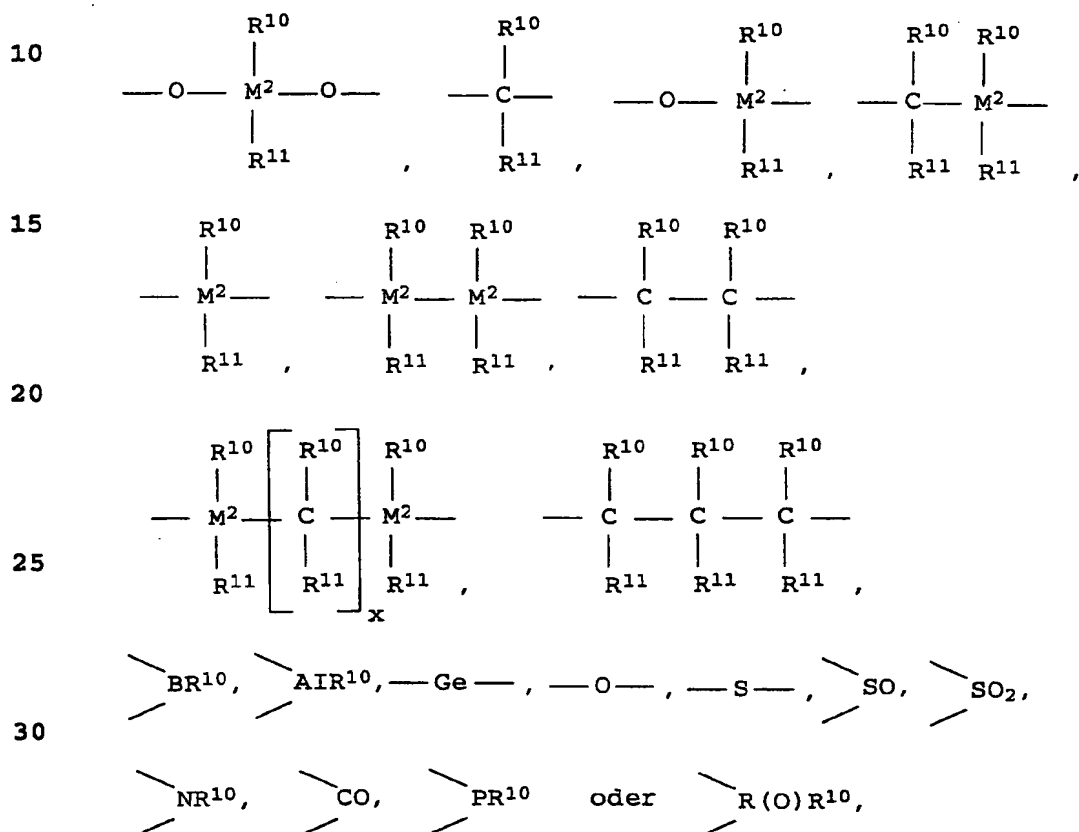 R¹⁰ R¹⁰ R¹⁰ R¹⁰ R¹⁰
10
—O—M²—O— —C— —O—M²— —C—M²—
R¹¹ , R¹¹ , R¹¹ , R¹¹ R¹¹ ,
15
R¹⁰ R¹⁰ R¹⁰ R¹⁰ R¹⁰
—M²— —M²—M²— —C—C—
R¹¹ , R¹¹ R¹¹ , R¹¹ R¹¹ ,
20
R¹⁰ [R¹⁰] R¹⁰ R¹⁰ R¹⁰ R¹⁰
—M²—[C]—M²— —C—C—C—
25
R¹¹ [R¹¹]x R¹¹ , R¹¹ R¹¹ R¹¹ ,
BR¹⁰, AIR¹⁰, —Ge—, —O—, —S—, SO, SO₂,
30
NR¹⁰, CO, PR¹⁰ oder R(O)R¹⁰,